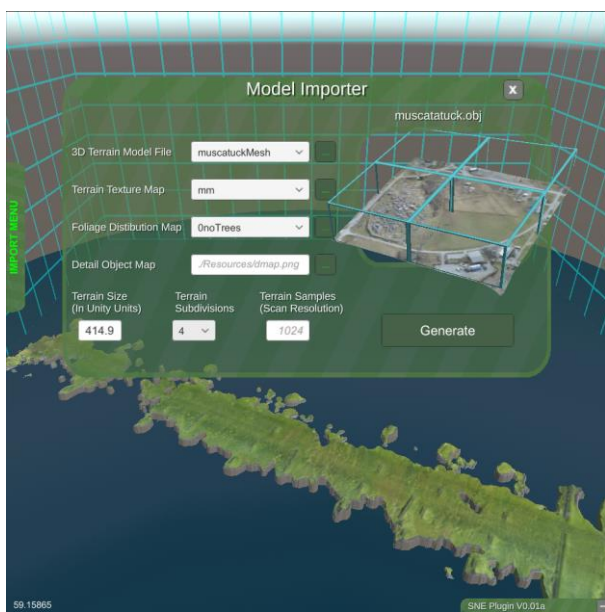 Model Importer
X
muscatatuck.obj
3D Terrain Model File
muscatuckMesh
...
Terrain Texture Map
mm
...
Foliage Distibution Map
0noTrees
...
Detail Object Map
./Resources/dmap.png
...
IMPORT MENU
Terrain Size
(In Unity Units)
Terrain
Subdivisions
Terrain Samples
(Scan Resolution)
414.9
4
1024
Generate
59.15865
SNE Plugin V0.01a